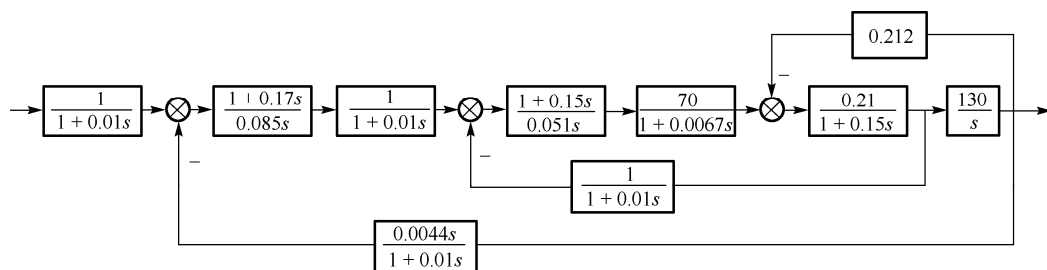 0.212
−
1
1 + 0.01s
1 + 0.17s
0.085s
1
1 + 0.01s
1 + 0.15s
0.051s
70
1 + 0.0067s
0.21
1 + 0.15s
130
s
−
−
1
1 + 0.01s
0.0044s
1 + 0.01s